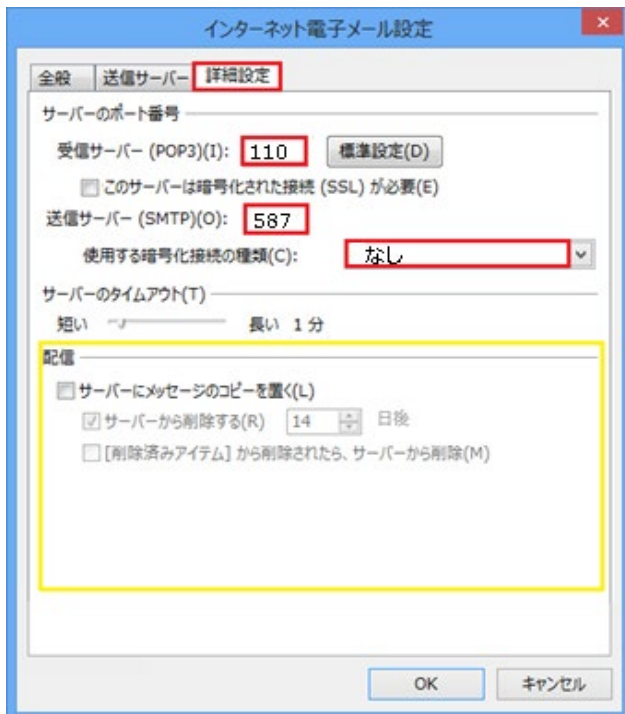 インターネット電子メール設定
全般 送信サーバー 詳細設定
サーバーのポート番号
受信サーバー (POP3)(I): 110 標準設定(D)
このサーバーは暗号化された接続 (SSL) が必要(E)
送信サーバー (SMTP)(O): 587
使用する暗号化接続の種類(C): なし
サーバーのタイムアウト(T)
短い 長い 1 分
配信
サーバーにメッセージのコピーを置く(L)
サーバーから削除する(R) 14 日後
[削除済みアイテム] から削除されたら、サーバーから削除(M)
OK キャンセル